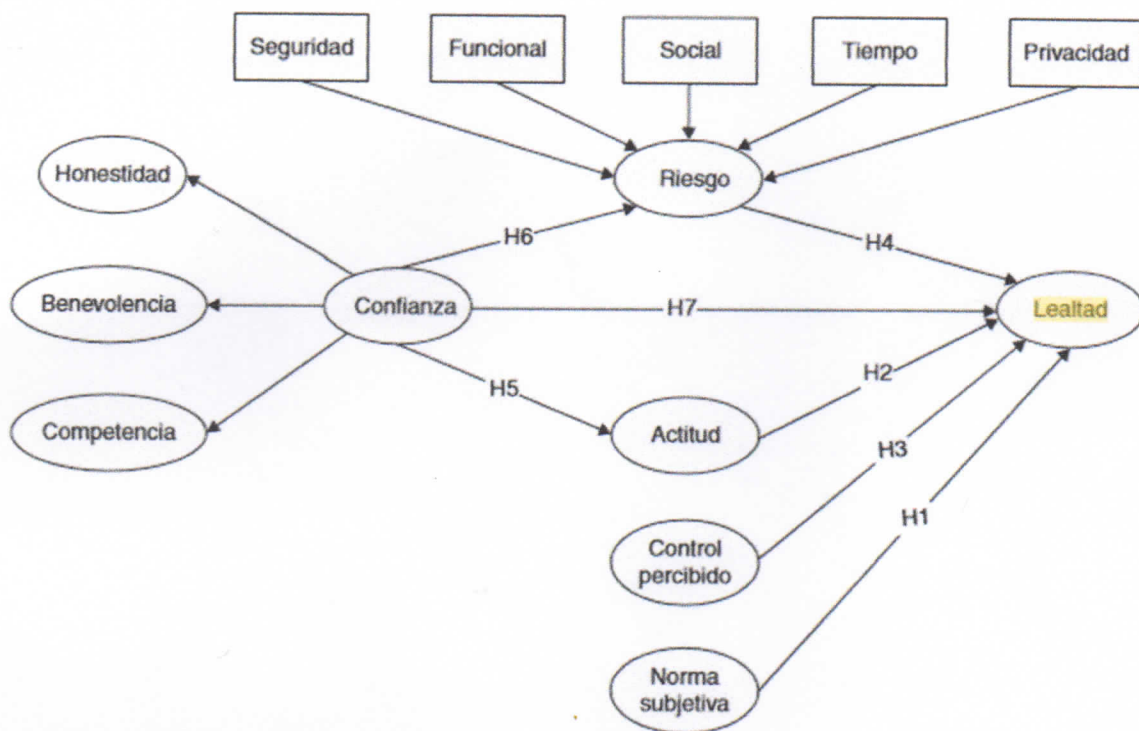 Seguridad
Funcional
Social
Tiempo
Privacidad
Honestidad
Riesgo
H6
H4
Benevolencia
Confianza
H7
Lealtad
H5
H2
Competencia
Actitud
H3
H1
Control
percibido
Norma
subjetiva